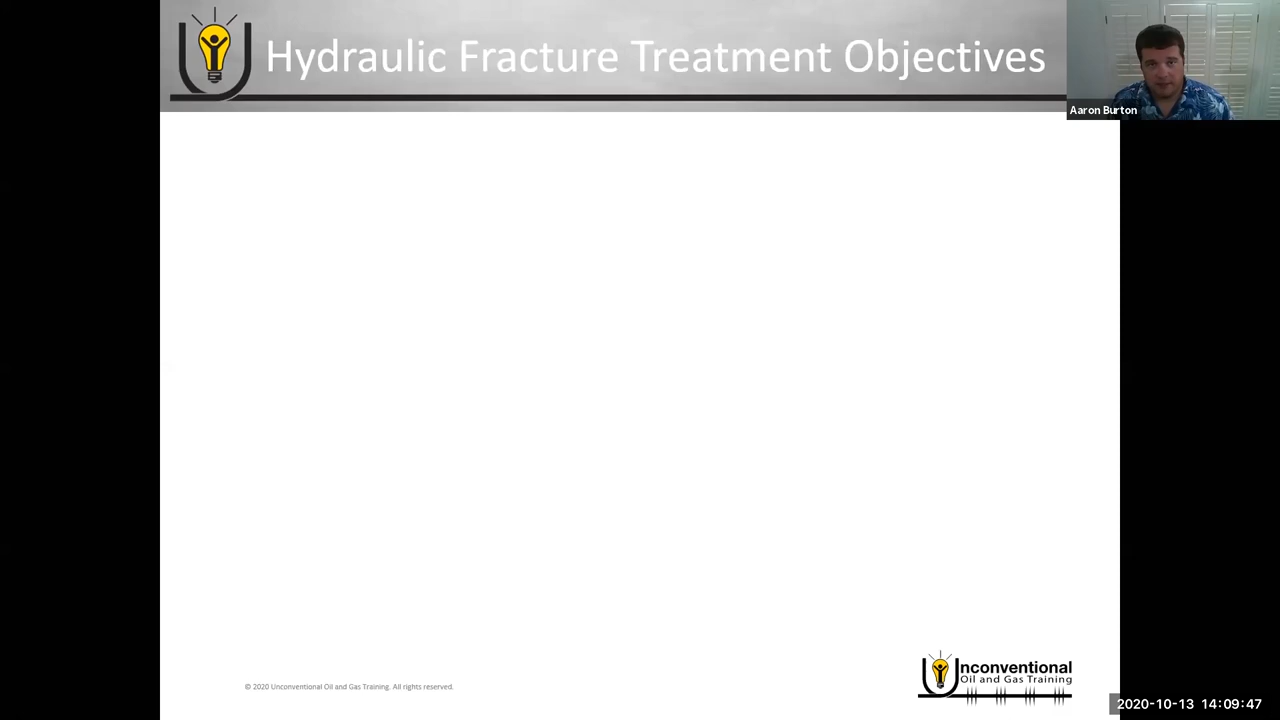 Hydraulic Fracture Treatment Objectives
Aaron Burton
© 2020 Unconventional Oil and Gas Training. All rights reserved.
Unconventional
Oil and Gas Training
2020-10-13 14:09:47